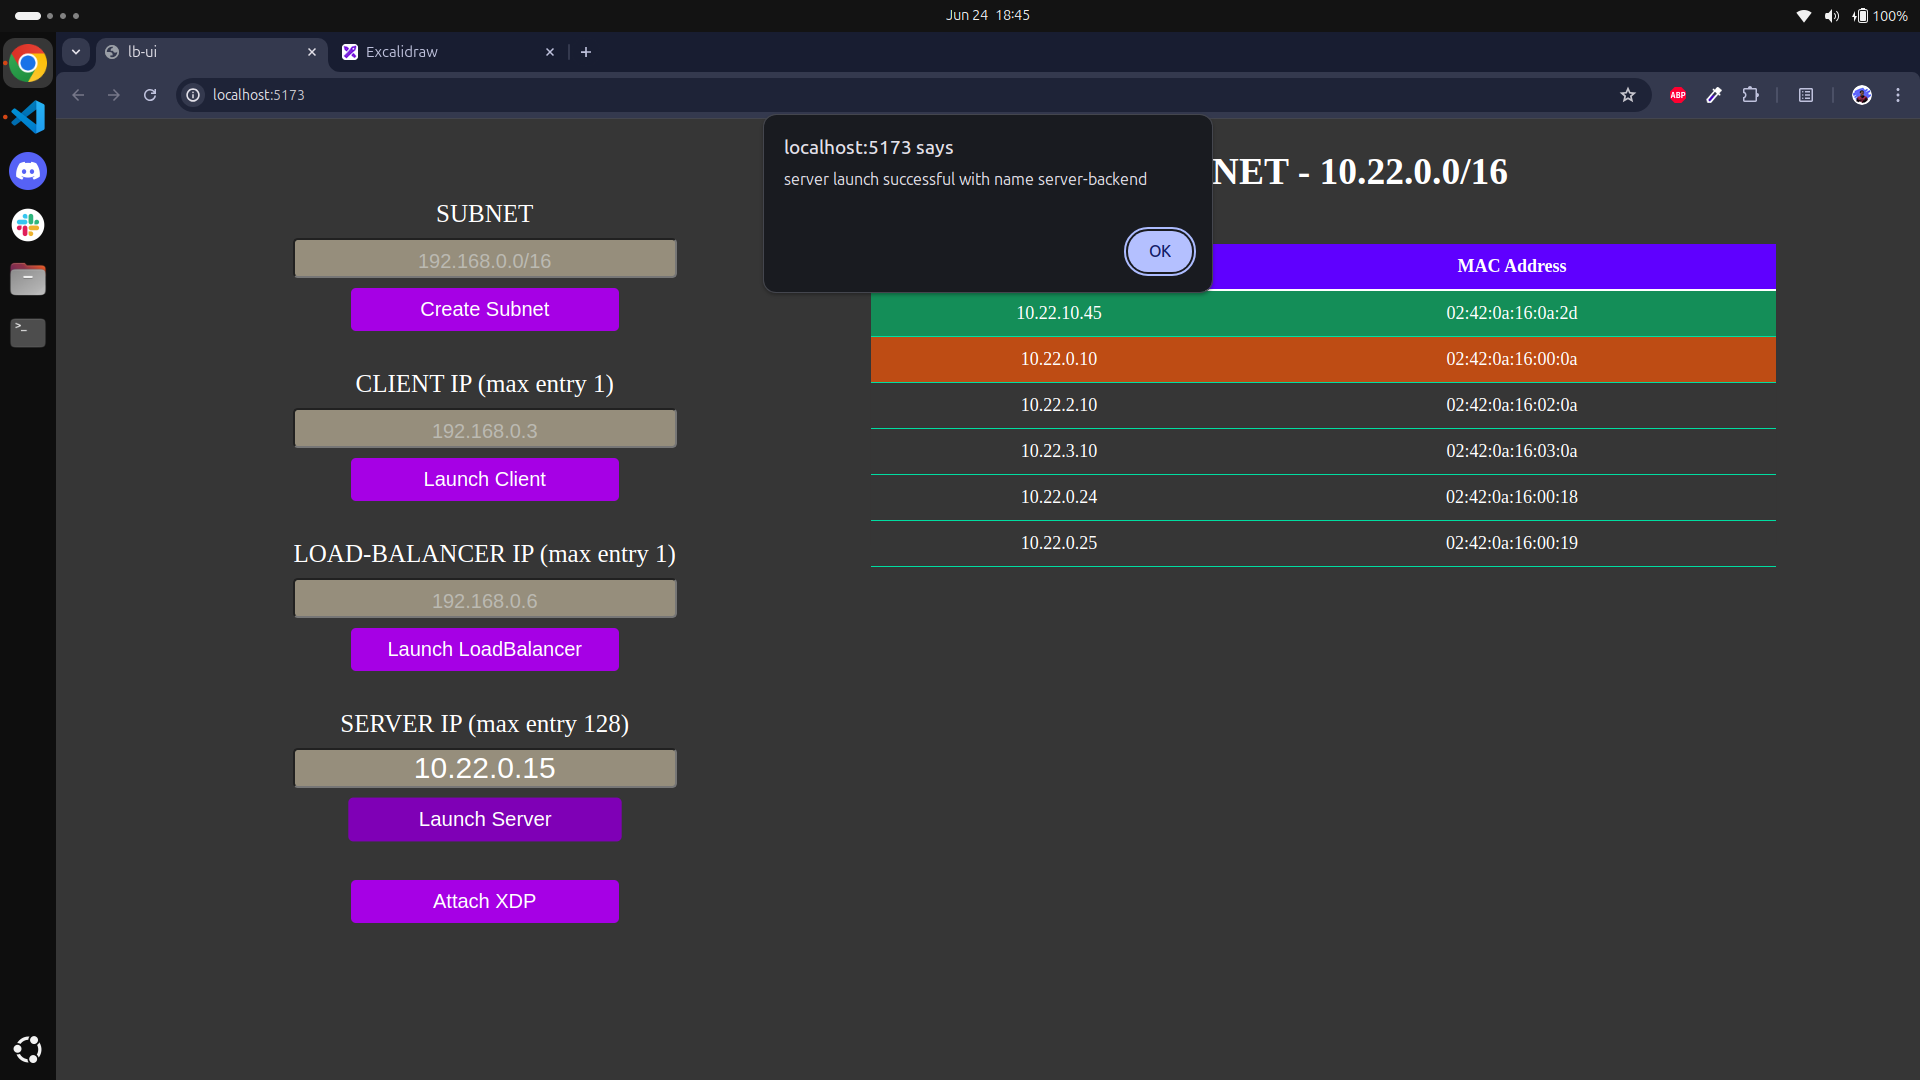 Jun 24 18:45
100%
lb-ui
Excalidraw
localhost:5173
ABP
localhost:5173 says
server launch successful with name server-backend
OK
NET - 10.22.0.0/16
SUBNET
192.168.0.0/16
Create Subnet
CLIENT IP (max entry 1)
192.168.0.3
Launch Client
LOAD-BALANCER IP (max entry 1)
192.168.0.6
Launch LoadBalancer
SERVER IP (max entry 128)
10.22.0.15
Launch Server
Attach XDP
MAC Address
10.22.10.45 02:42:0a:16:0a:2d
10.22.0.10 02:42:0a:16:00:0a
10.22.2.10 02:42:0a:16:02:0a
10.22.3.10 02:42:0a:16:03:0a
10.22.0.24 02:42:0a:16:00:18
10.22.0.25 02:42:0a:16:00:19